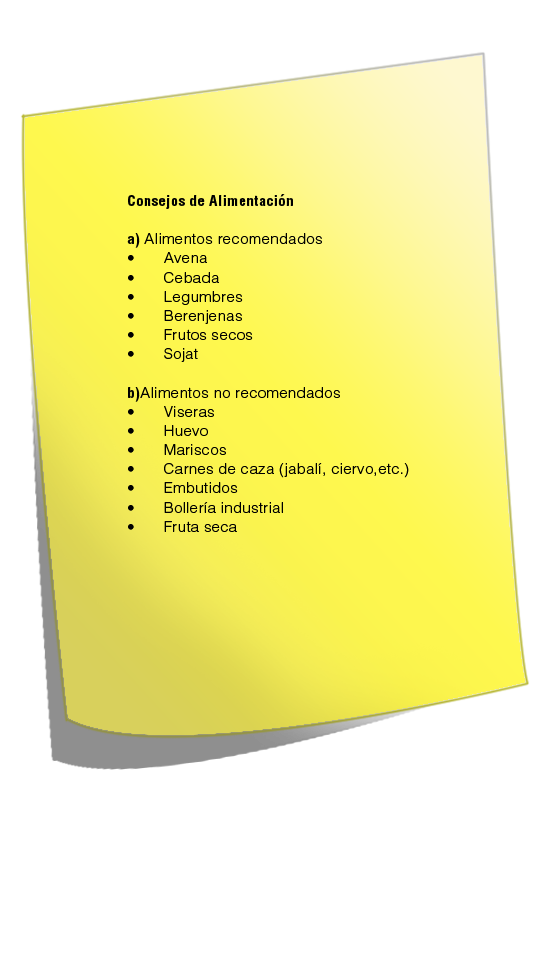 Consejos de Alimentación
a) Alimentos recomendados
• Avena
• Cebada
• Legumbres
• Berenjenas
• Frutos secos
• Sojat
b)Alimentos no recomendados
• Viseras
• Huevo
• Mariscos
• Carnes de caza (jabalí, ciervo,etc.)
• Embutidos
• Bollería industrial
• Fruta seca